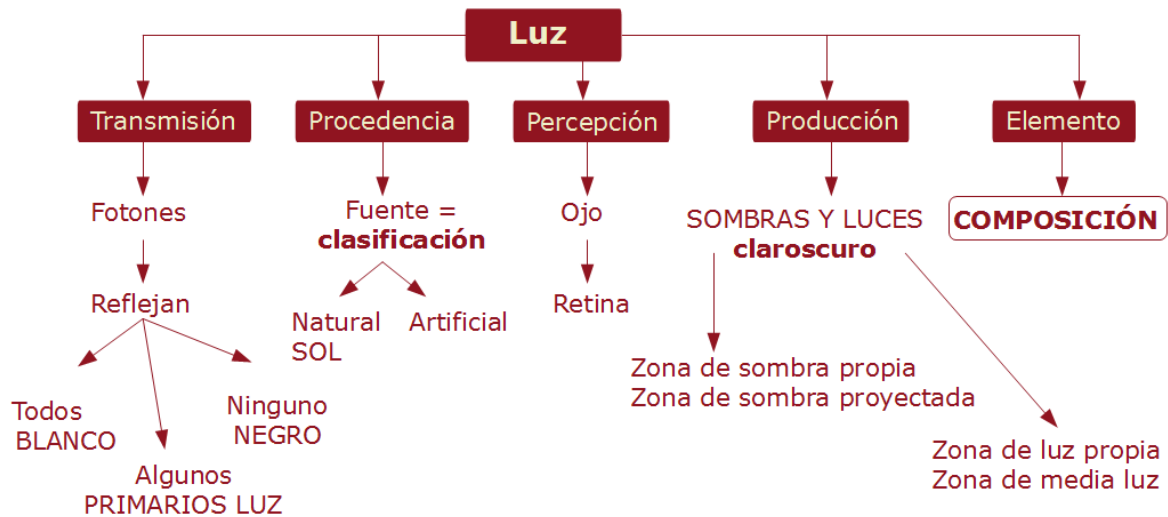 Luz
Transmisión
Procedencia
Percepción
Producción
Elemento
Fotones
Reflejan
Todos
BLANCO
Algunos
PRIMARIOS LUZ
Ninguno
NEGRO
Fuente =
clasificación
Natural
SOL
Artificial
Ojo
Retina
SOMBRAS Y LUCES
claroscuro
Zona de sombra propia
Zona de sombra proyectada
Zona de luz propia
Zona de media luz
COMPOSICIÓN